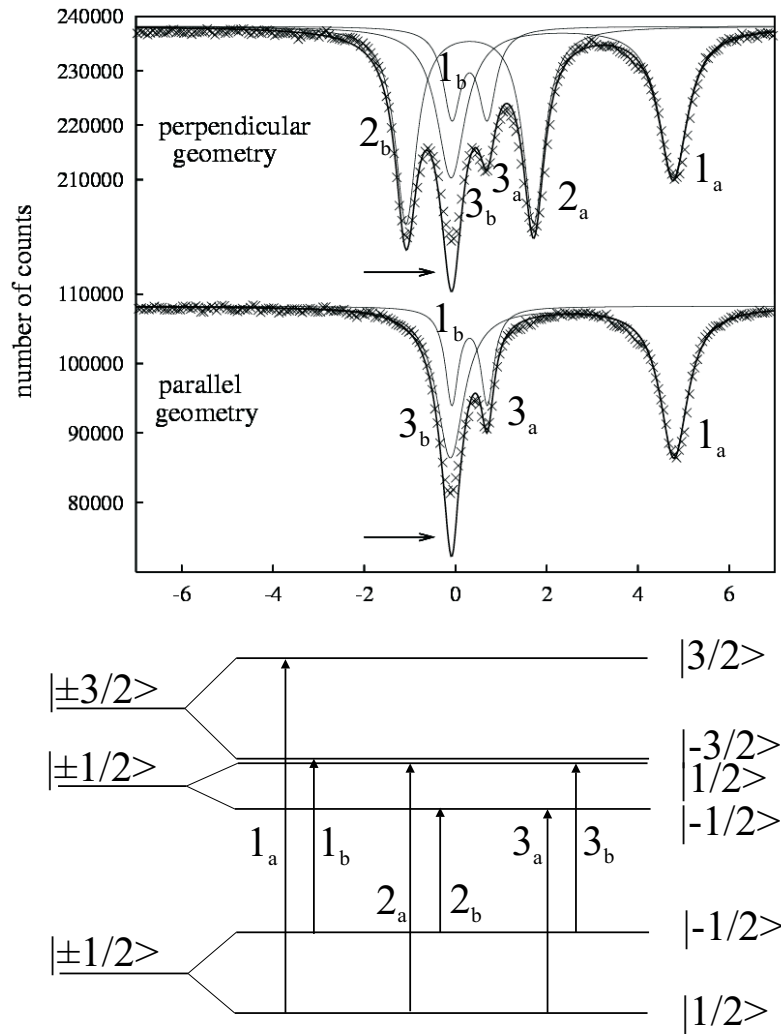 240000
230000
220000
210000
110000
100000
90000
80000
number of counts
perpendicular
geometry
2b
1b
3b
3a
2a
1a
parallel
geometry
1b
3b
3a
1a
-6 -4 -2 0 2 4 6
|±3/2>
|±1/2>
|±1/2>
1a 1b 2a 2b 3a 3b
|3/2>
|-3/2>
|1/2>
|-1/2>
|-1/2>
|1/2>